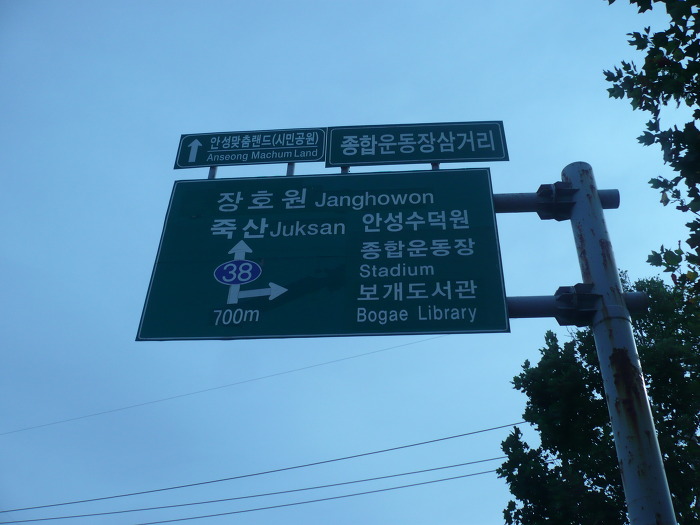 안성맞춤랜드(시민공원)
Anseong Machum Land
종합운동장삼거리
장호원 Janghowon
죽산 Juksan
안성수덕원
종합운동장
Stadium
보개도서관
Bogae Library
38
700m